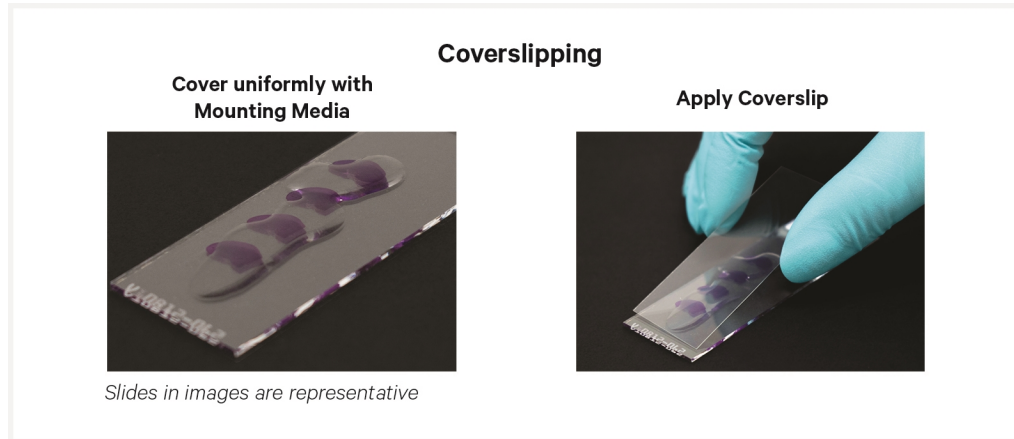 Coverslipping
Cover uniformly with
Mounting Media
Apply Coverslip
Slides in images are representative